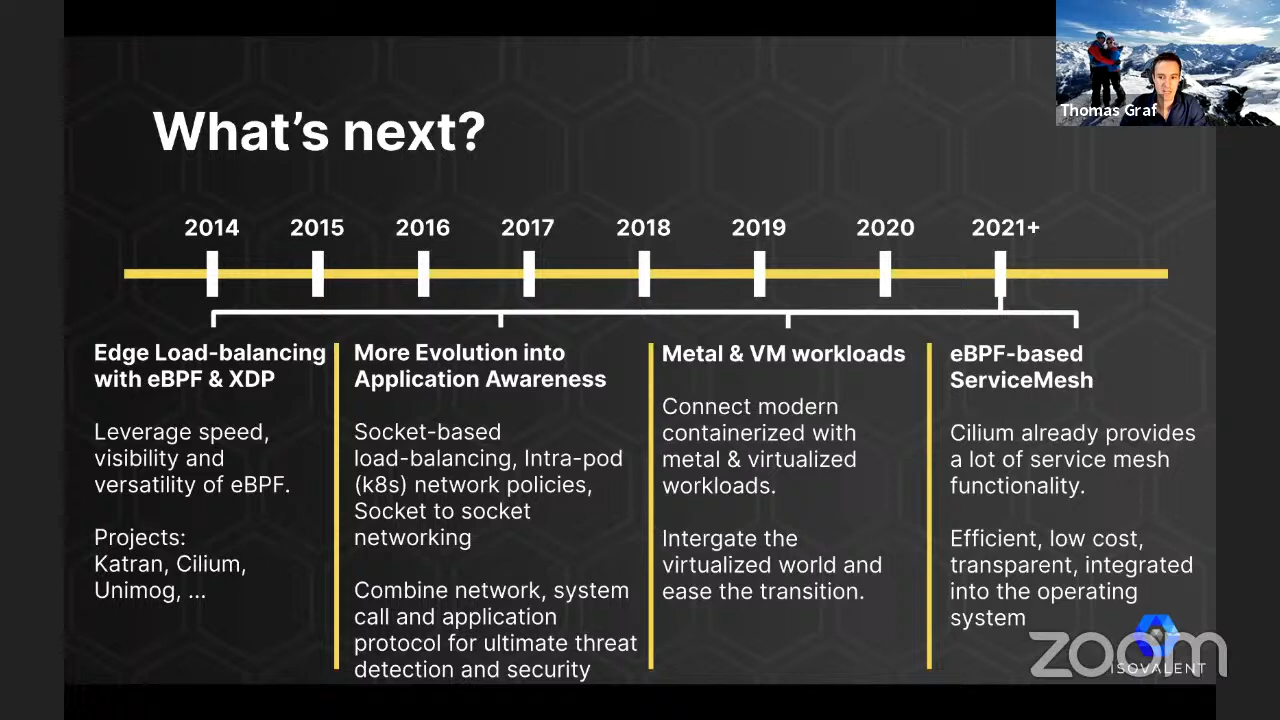 Thomas Graf
What's next?
2014 2015 2016 2017 2018 2019 2020 2021+
Edge Load-balancing
with eBPF & XDP
Leverage speed,
visibility and
versatility of eBPF.
Projects:
Katran, Cilium,
Unimog, ...
More Evolution into
Application Awareness
Socket-based
load-balancing, Intra-pod
(k8s) network policies,
Socket to socket
networking
Combine network, system
call and application
protocol for ultimate threat
detection and security
Metal & VM workloads
Connect modern
containerized with
metal & virtualized
workloads.
Intergate the
virtualized world and
ease the transition.
eBPF-based
ServiceMesh
Cilium already provides
a lot of service mesh
functionality.
Efficient, low cost,
transparent, integrated
into the operating
system
zoom
ISOVALENT